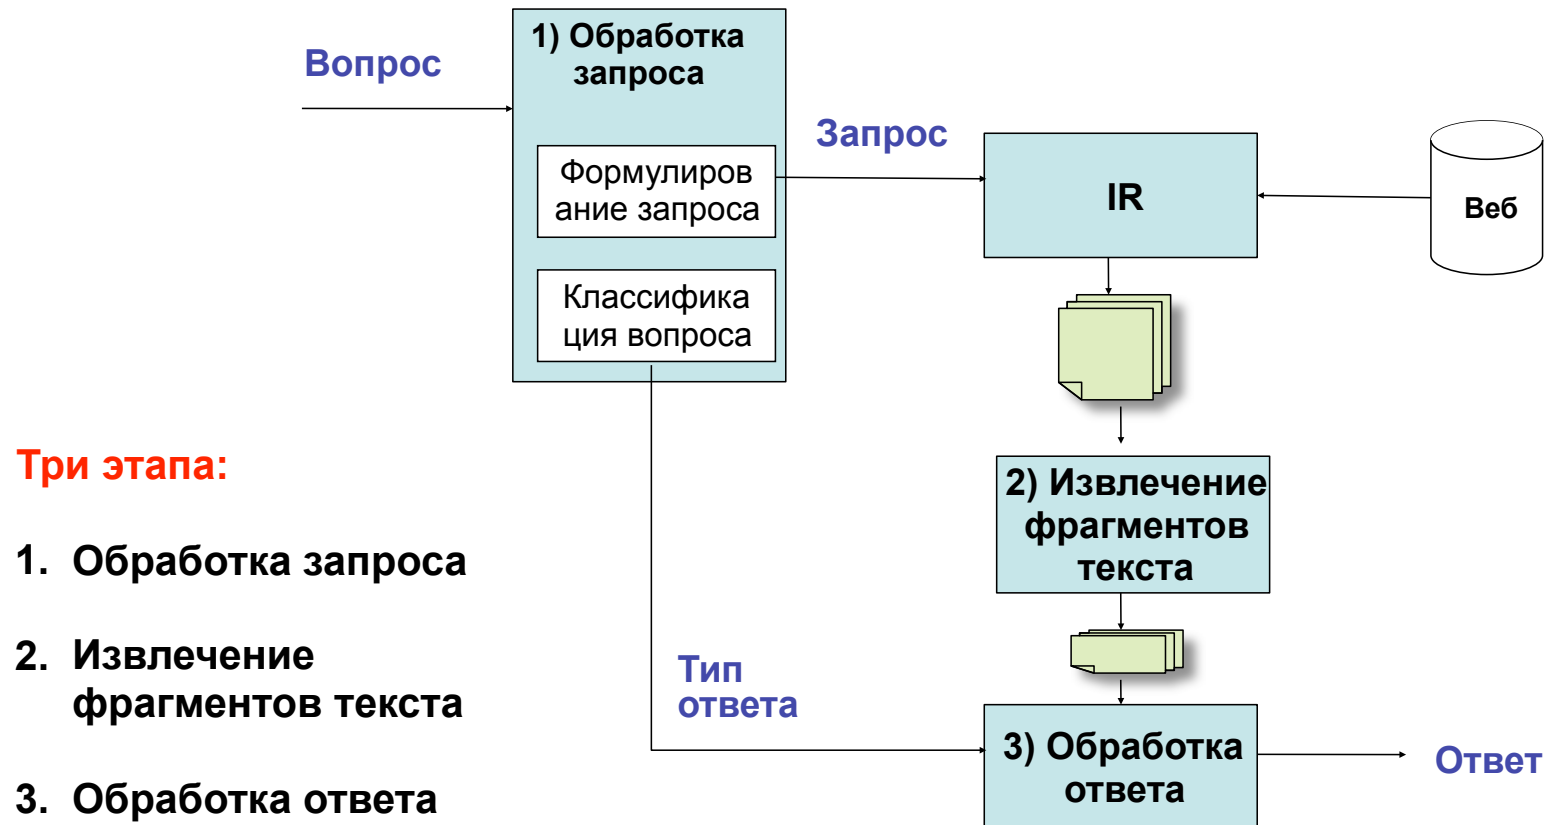 Вопрос
1) Обработка
запроса
Формулиров
ание запроса
Классифика
ция вопроса
Запрос
IR
Веб
2) Извлечение
фрагментов
текста
Тип
ответа
3) Обработка
ответа
Ответ
Три этапа:
1. Обработка запроса
2. Извлечение
фрагментов текста
3. Обработка ответа